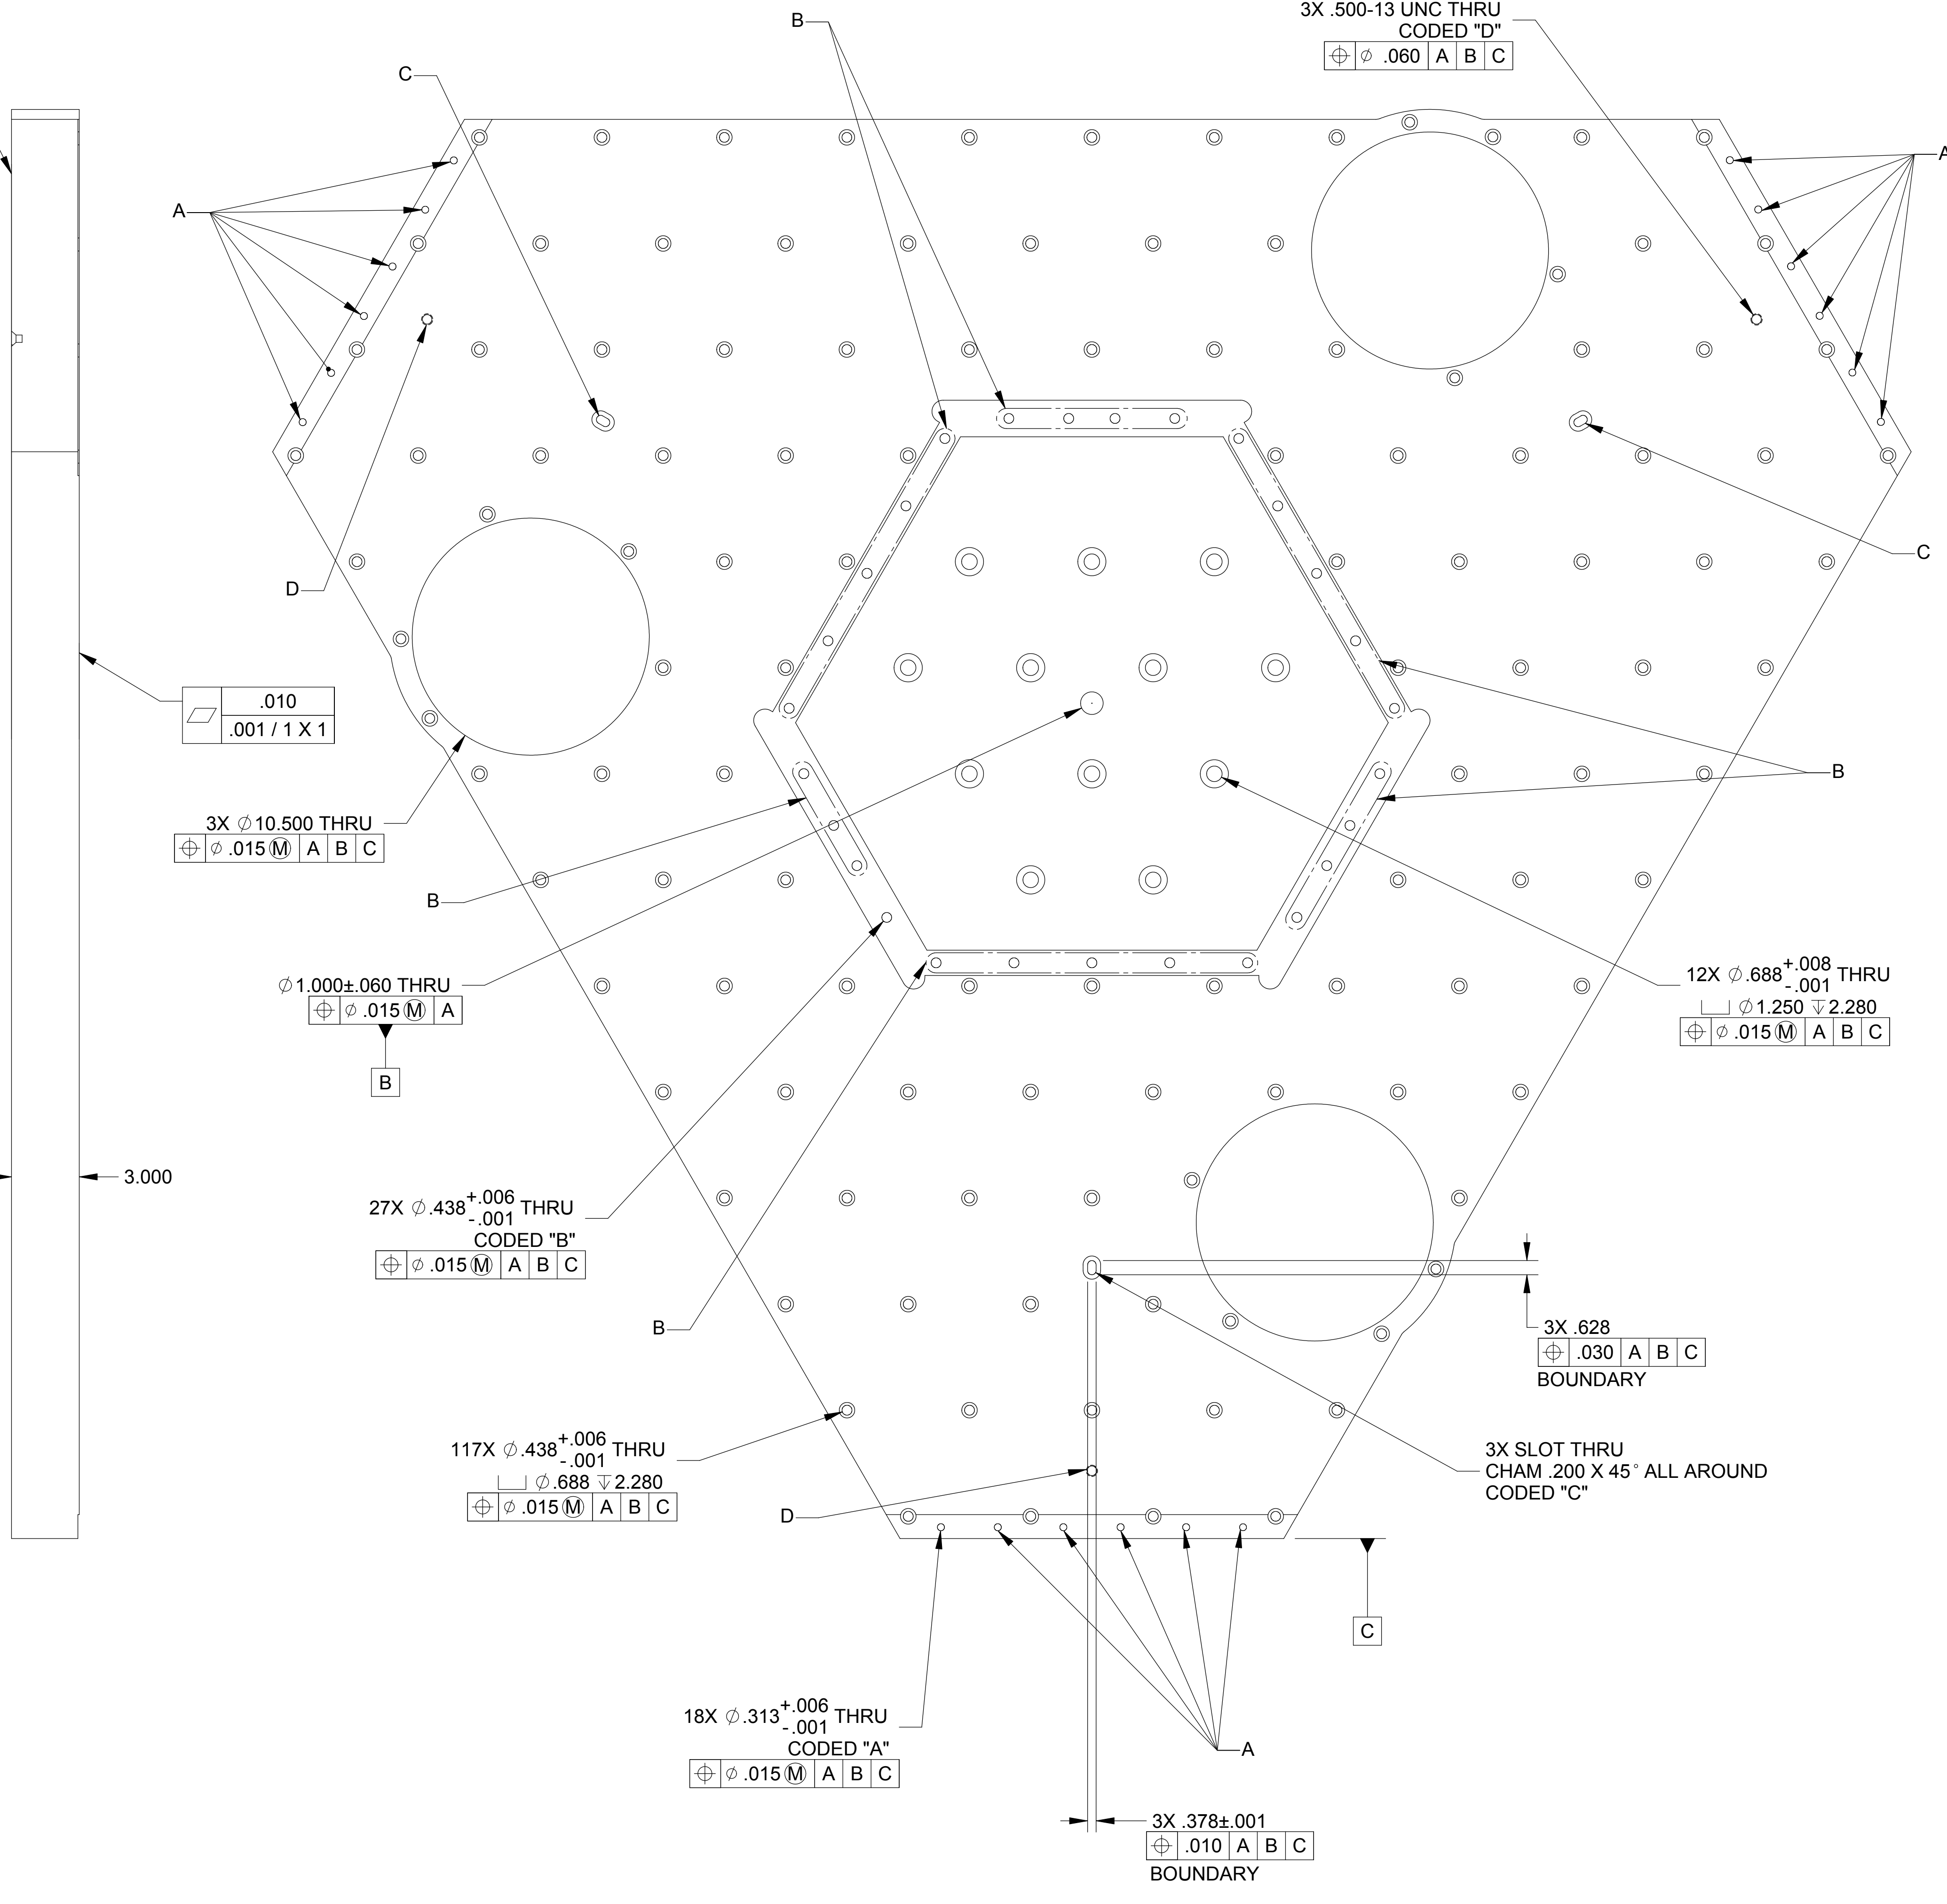 B
3X .500-13 UNC THRU
CODED "D"
⌖ ⌀ .060 A B C
C
A
A
D
C
.010
.001 / 1 X 1
B
3X ⌀10.500 THRU
⌖ ⌀ .015 Ⓜ A B C
B
⌀1.000±.060 THRU
⌖ ⌀ .015 Ⓜ A
B
12X ⌀.688 +.008 -.001 THRU
⌴ ⌀1.250 ↧2.280
⌖ ⌀ .015 Ⓜ A B C
3.000
27X ⌀.438 +.006 -.001 THRU
CODED "B"
⌖ ⌀ .015 Ⓜ A B C
B
3X .628
⌖ .030 A B C
BOUNDARY
117X ⌀.438 +.006 -.001 THRU
⌴ ⌀.688 ↧2.280
⌖ ⌀ .015 Ⓜ A B C
3X SLOT THRU
CHAM .200 X 45° ALL AROUND
CODED "C"
D
C
18X ⌀.313 +.006 -.001 THRU
CODED "A"
⌖ ⌀ .015 Ⓜ A B C
A
3X .378±.001
⌖ .010 A B C
BOUNDARY